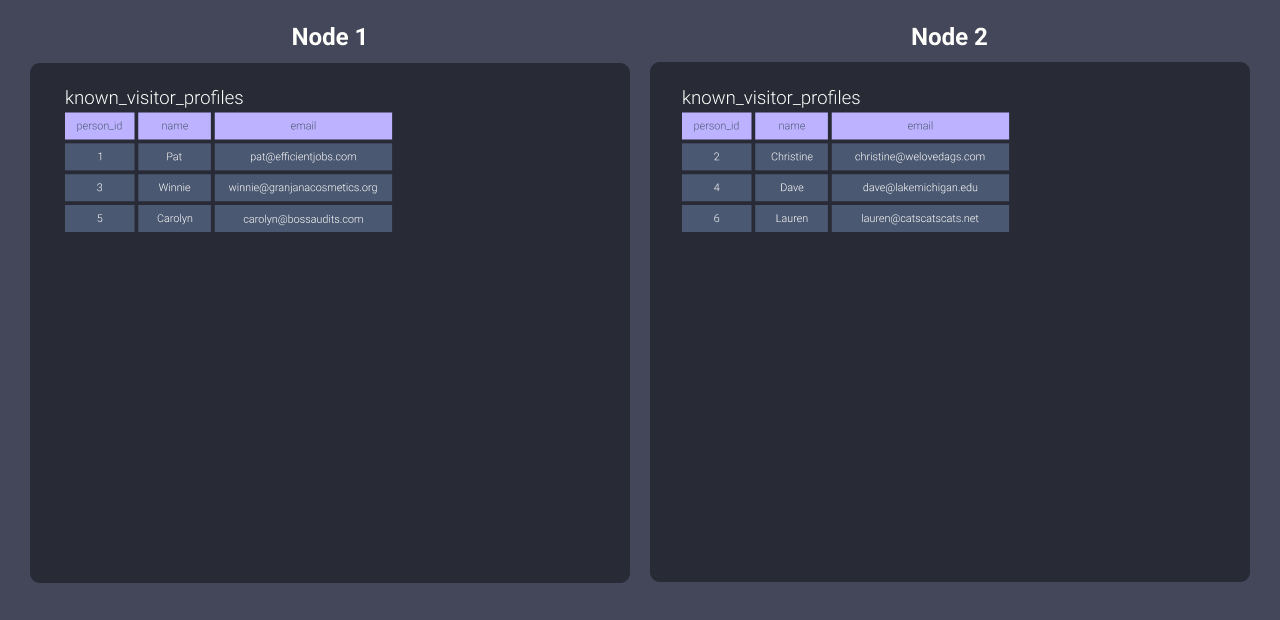 Node 1
known_visitor_profiles
person_id name email
1 Pat pat@efficientjobs.com
3 Winnie winnie@granjanacosmetics.org
5 Carolyn carolyn@bossaudits.com
Node 2
known_visitor_profiles
person_id name email
2 Christine christine@welovedags.com
4 Dave dave@lakemichigan.edu
6 Lauren lauren@catscatscats.net